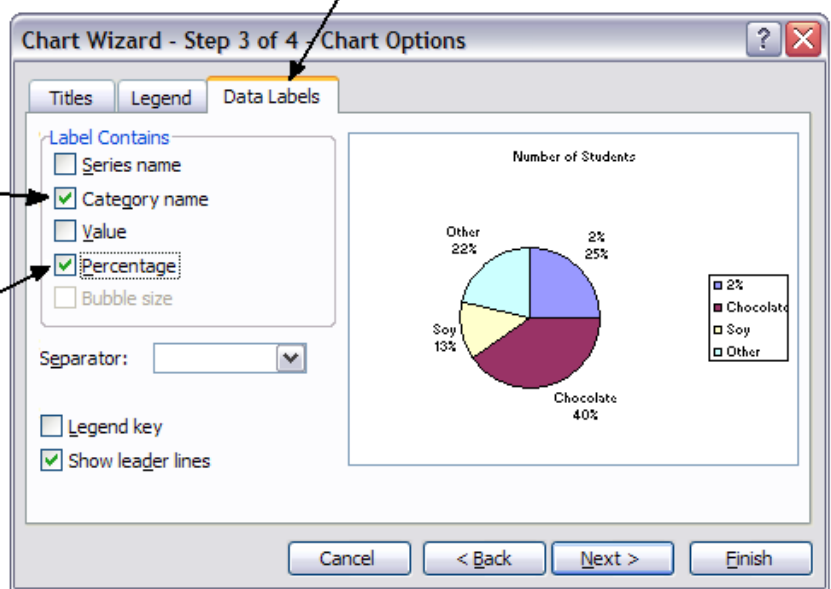 Chart Wizard - Step 3 of 4 - Chart Options
Titles
Legend
Data Labels
Label Contains
Series name
Category name
Value
Percentage
Bubble size
Separator:
Legend key
Show leader lines
Number of Students
Other
22%
2%
25%
Soy
13%
Chocolate
40%
2%
Chocolate
Soy
Other
Cancel
< Back
Next >
Finish